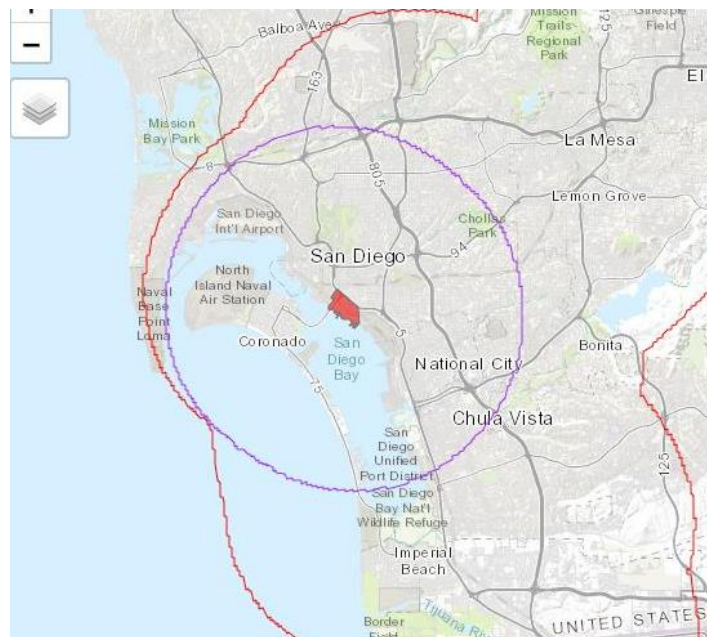 +
−
Balboa Ave
Mission
Trails
Regional
Park
125
Gillespie
Field
163
El
Mission
Bay Park
805
La Mesa
8
Lemon Grove
San Diego
Int'l Airport
Chollas
Park
94
San Diego
North
Island Naval
Air Station
Naval
Base
Point
Loma
Coronado
San
Diego
Bay
5
Bonita
National City
75
Chula Vista
San
Diego
Unified
Port District
San Diego
Bay Nat'l
Wildlife Refuge
125
Imperial
Beach
Tijuana Riv
Border
UNITED STATES